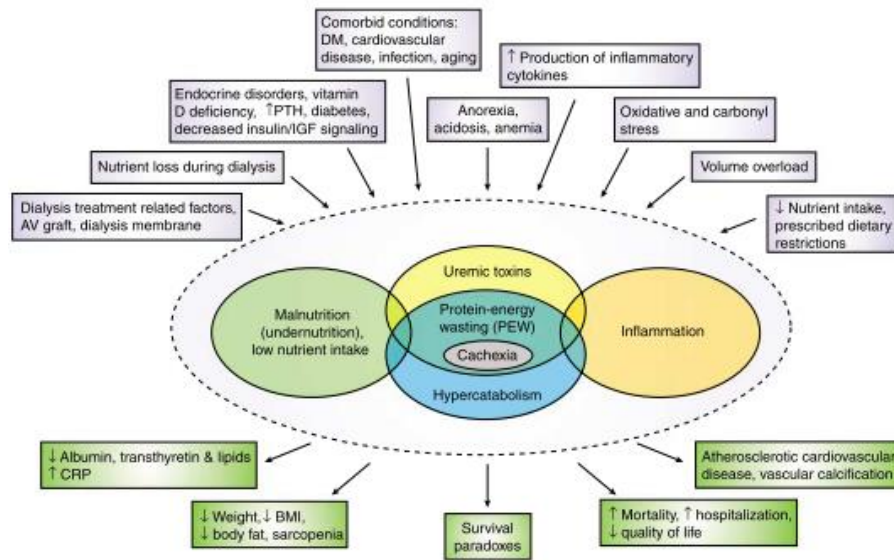 Comorbid conditions:
DM, cardiovascular
disease, infection, aging
↑ Production of inflammatory
cytokines
Endocrine disorders, vitamin
D deficiency, ↑PTH, diabetes,
decreased insulin/IGF signaling
Anorexia,
acidosis, anemia
Oxidative and carbonyl
stress
Nutrient loss during dialysis
Volume overload
Dialysis treatment related factors,
AV graft, dialysis membrane
↓ Nutrient intake,
prescribed dietary
restrictions
Uremic toxins
Malnutrition
(undernutrition),
low nutrient intake
Protein-energy
wasting (PEW)
Inflammation
Cachexia
Hypercatabolism
↓ Albumin, transthyretin & lipids
↑ CRP
Atherosclerotic cardiovascular
disease, vascular calcification
↓ Weight,↓ BMI,
↓ body fat, sarcopenia
Survival
paradoxes
↑ Mortality, ↑ hospitalization,
↓ quality of life